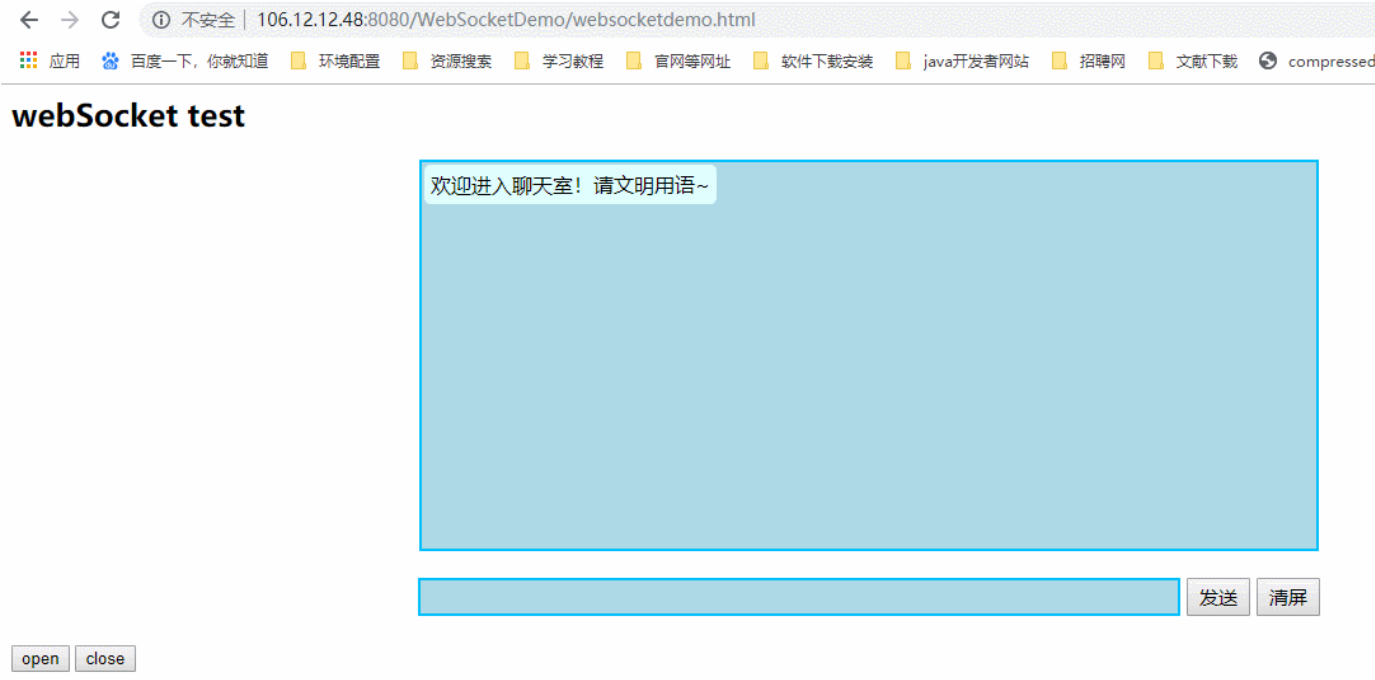 不安全 106.12.12.48:8080/WebSocketDemo/websocketdemo.html
应用 百度一下，你就知道 环境配置 资源搜索 学习教程 官网等网址 软件下载安装 java开发者网站 招聘网 文献下载 compressed
webSocket test
欢迎进入聊天室！请文明用语~
发送 清屏
open close